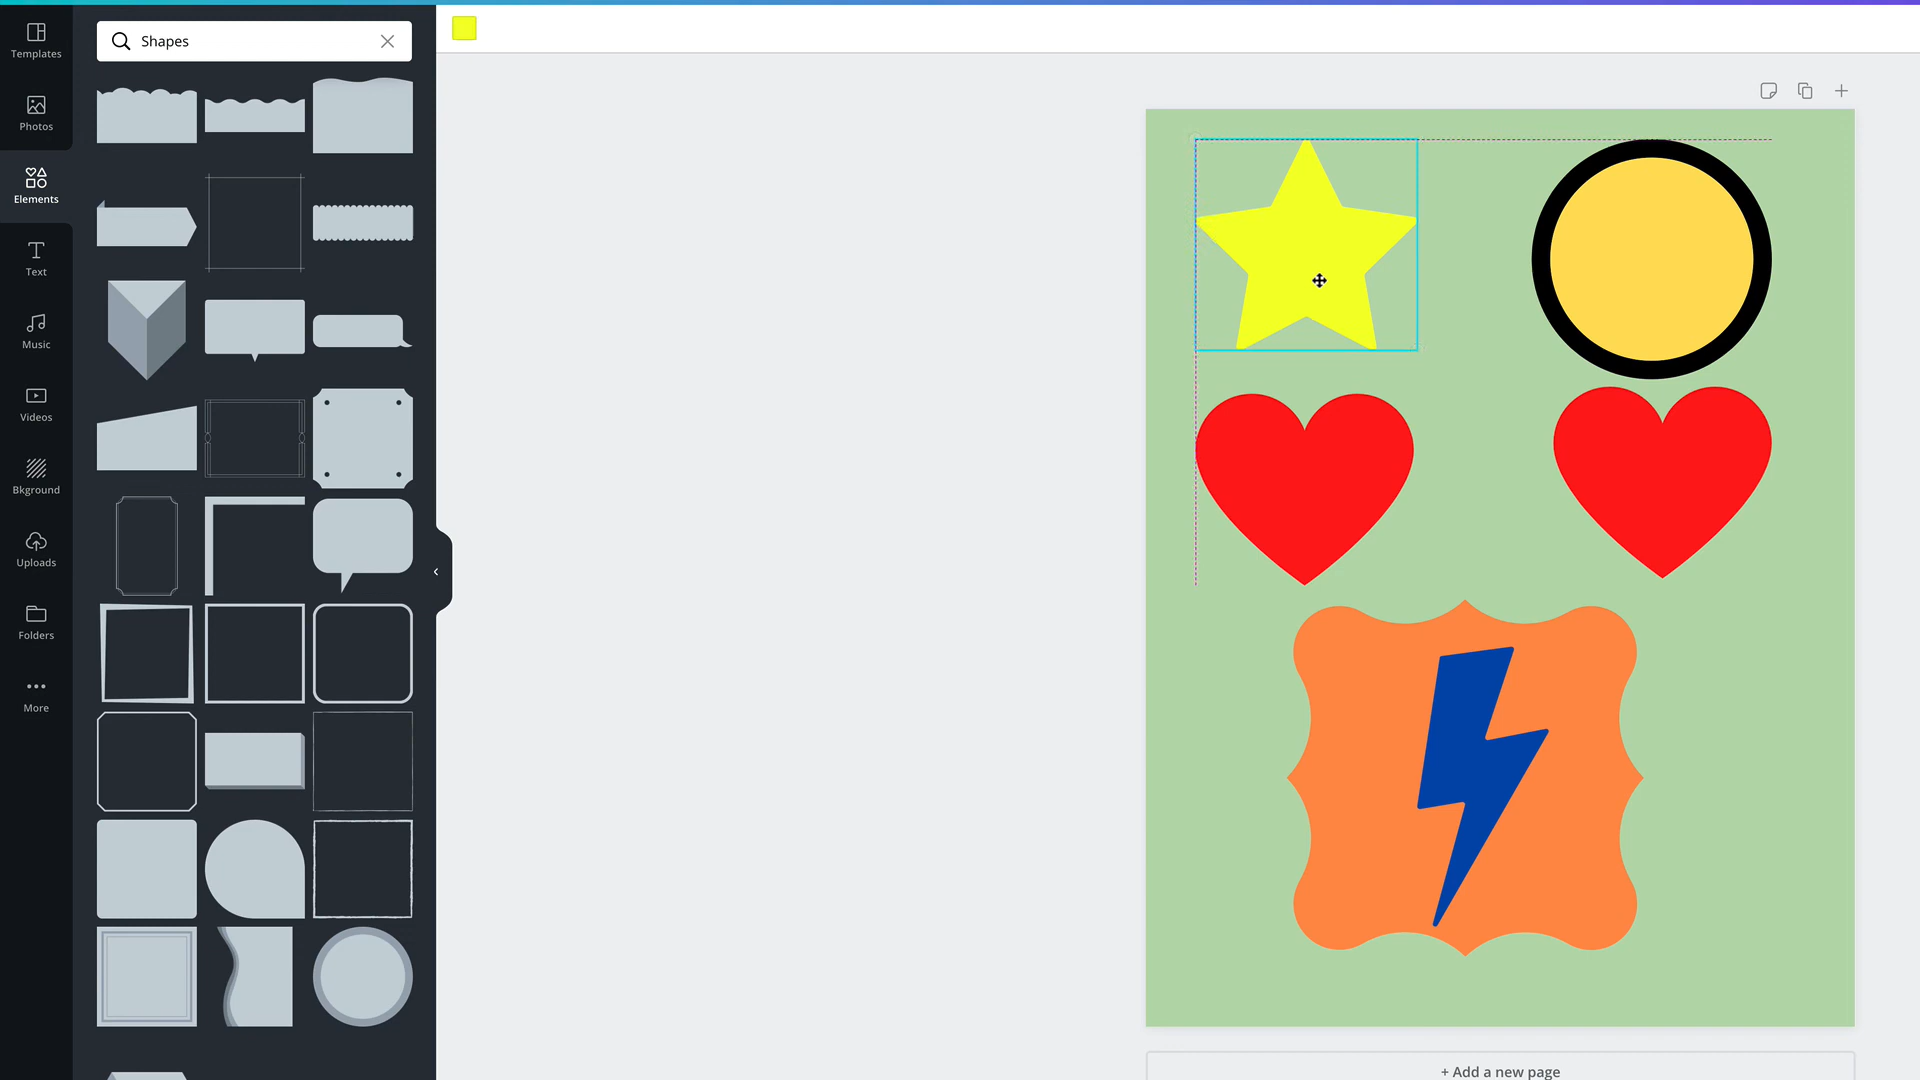 Templates
Shapes
Photos
Elements
Text
Music
Videos
Bkground
Uploads
Folders
More
+ Add a new page